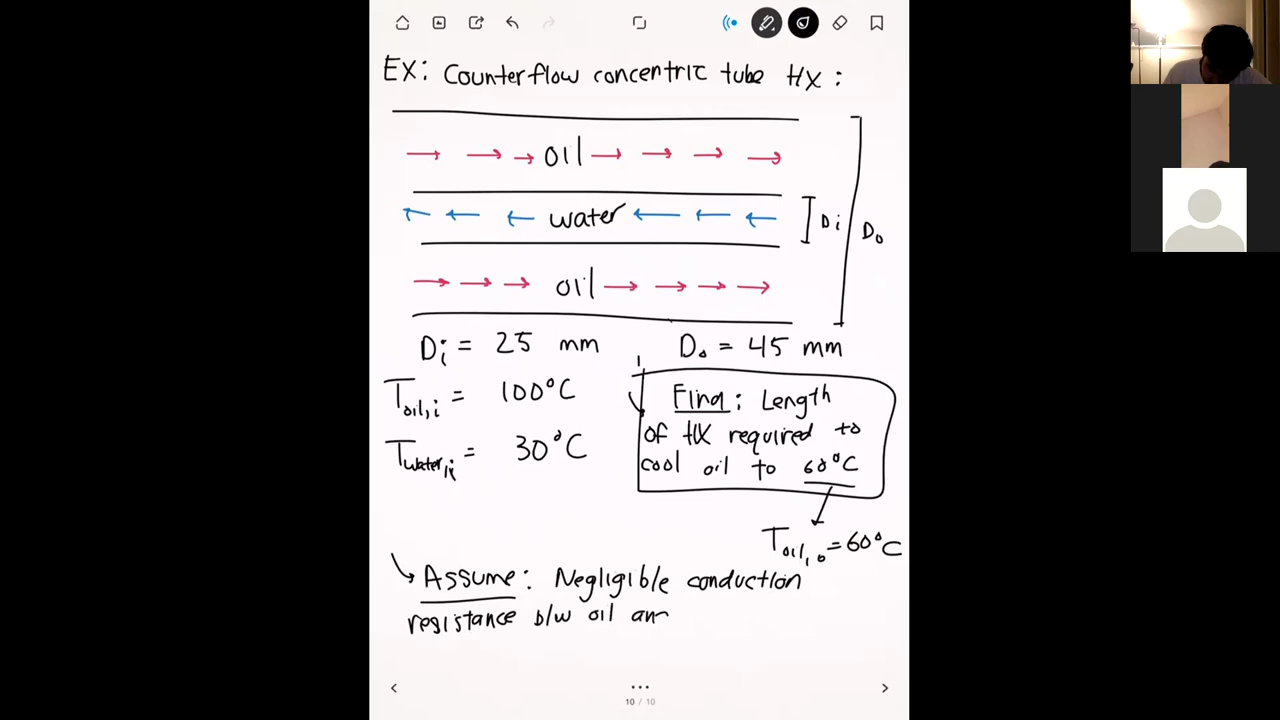 EX: Counterflow concentric tube HX:
oil
water
Di
Do
oil
Di = 25 mm
Do = 45 mm
Toil,i = 100°C
Twater,i = 30°C
Find: Length
of HX required to
cool oil to 60°C
Toil,o = 60°C
Assume: Negligible conduction
resistance b/w oil an
10 / 10